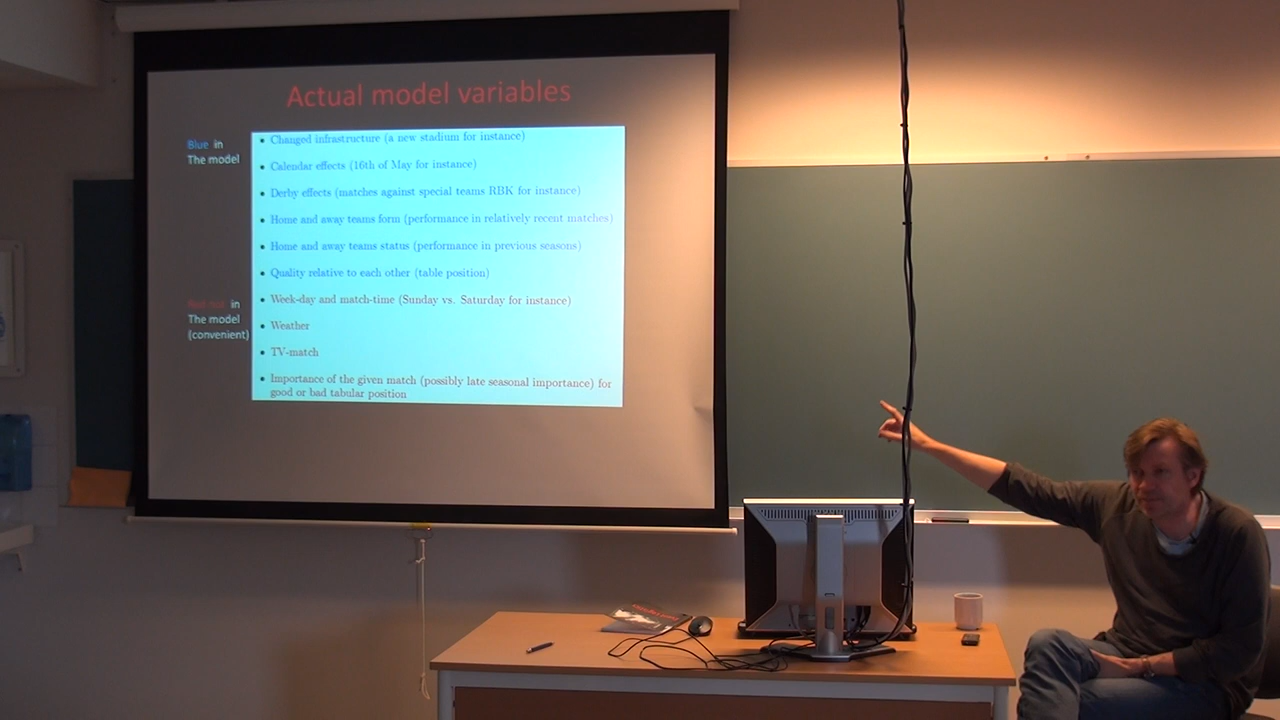 Actual model variables
Blue in
The model
• Changed infrastructure (a new stadium for instance)
• Calendar effects (16th of May for instance)
• Derby effects (matches against special teams RBK for instance)
• Home and away teams form (performance in relatively recent matches)
• Home and away teams status (performance in previous seasons)
• Quality relative to each other (table position)
Red not in
The model
(convenient)
• Week-day and match-time (Sunday vs. Saturday for instance)
• Weather
• TV-match
• Importance of the given match (possibly late seasonal importance) for
good or bad tabular position